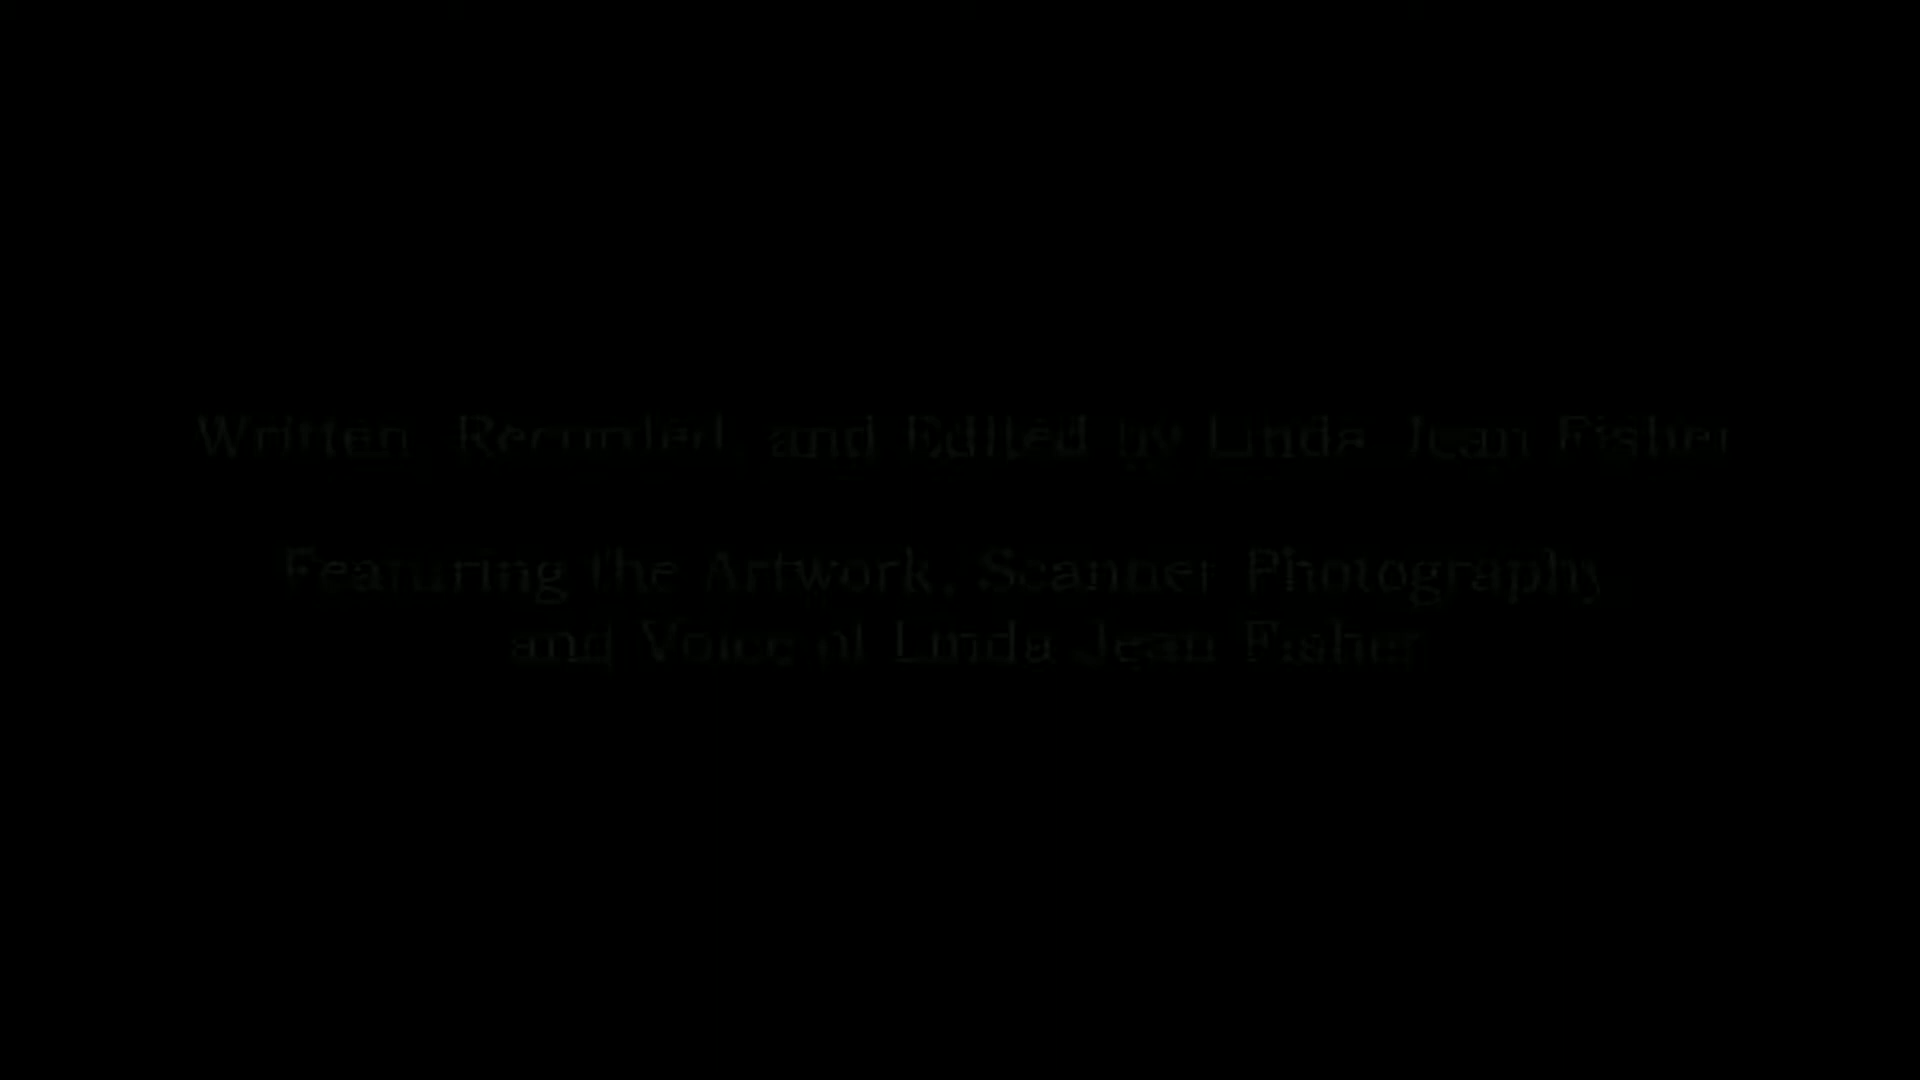 Written, Recorded, and Edited by Linda Jean Fisher
Featuring the Artwork, Scanner Photography
and Voice of Linda Jean Fisher